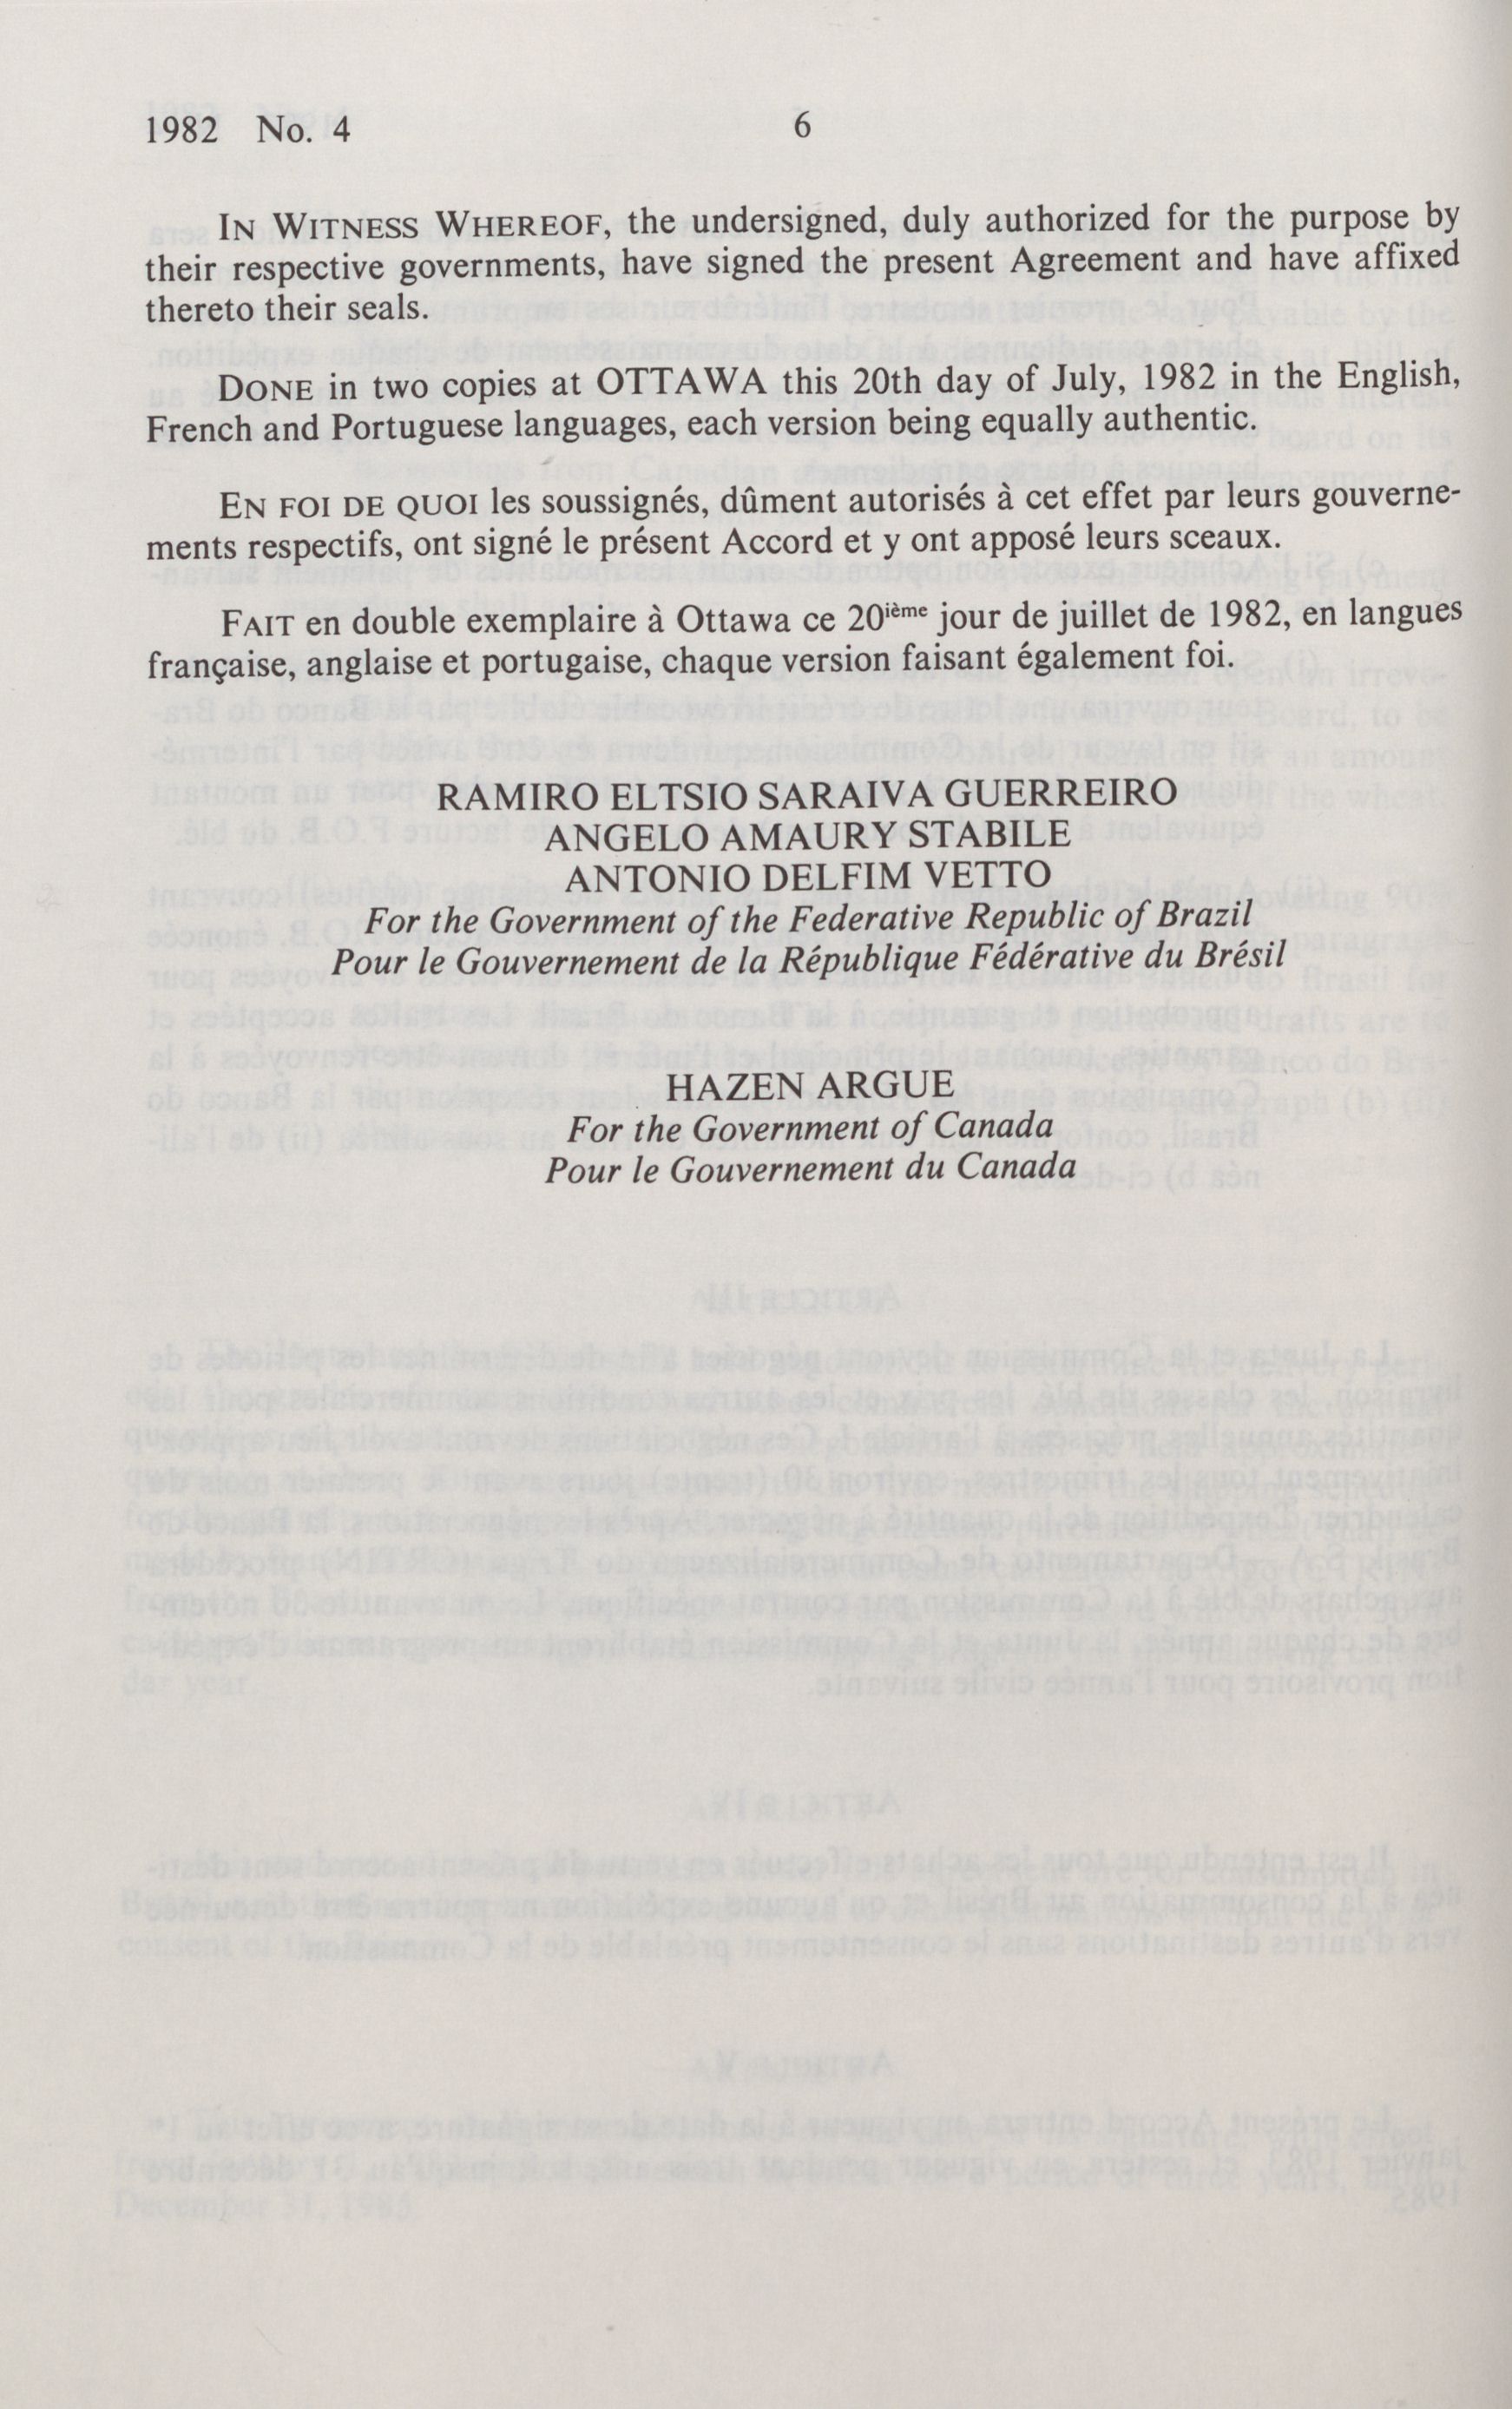 1982 No. 4
6
IN WITNESS WHEREOF, the undersigned, duly authorized for the purpose by
their respective governments, have signed the present Agreement and have affixed
thereto their seals.
DONE in two copies at OTTAWA this 20th day of July, 1982 in the English,
French and Portuguese languages, each version being equally authentic.
EN FOI DE QUOI les soussignés, dûment autorisés à cet effet par leurs gouverne-
ments respectifs, ont signé le présent Accord et y ont apposé leurs sceaux.
FAIT en double exemplaire à Ottawa ce 20ième jour de juillet de 1982, en langues
française, anglaise et portugaise, chaque version faisant également foi.
RAMIRO ELTSIO SARAIVA GUERREIRO
ANGELO AMAURY STABILE
ANTONIO DELFIM VETTO
For the Government of the Federative Republic of Brazil
Pour le Gouvernement de la République Fédérative du Brésil
HAZEN ARGUE
For the Government of Canada
Pour le Gouvernement du Canada